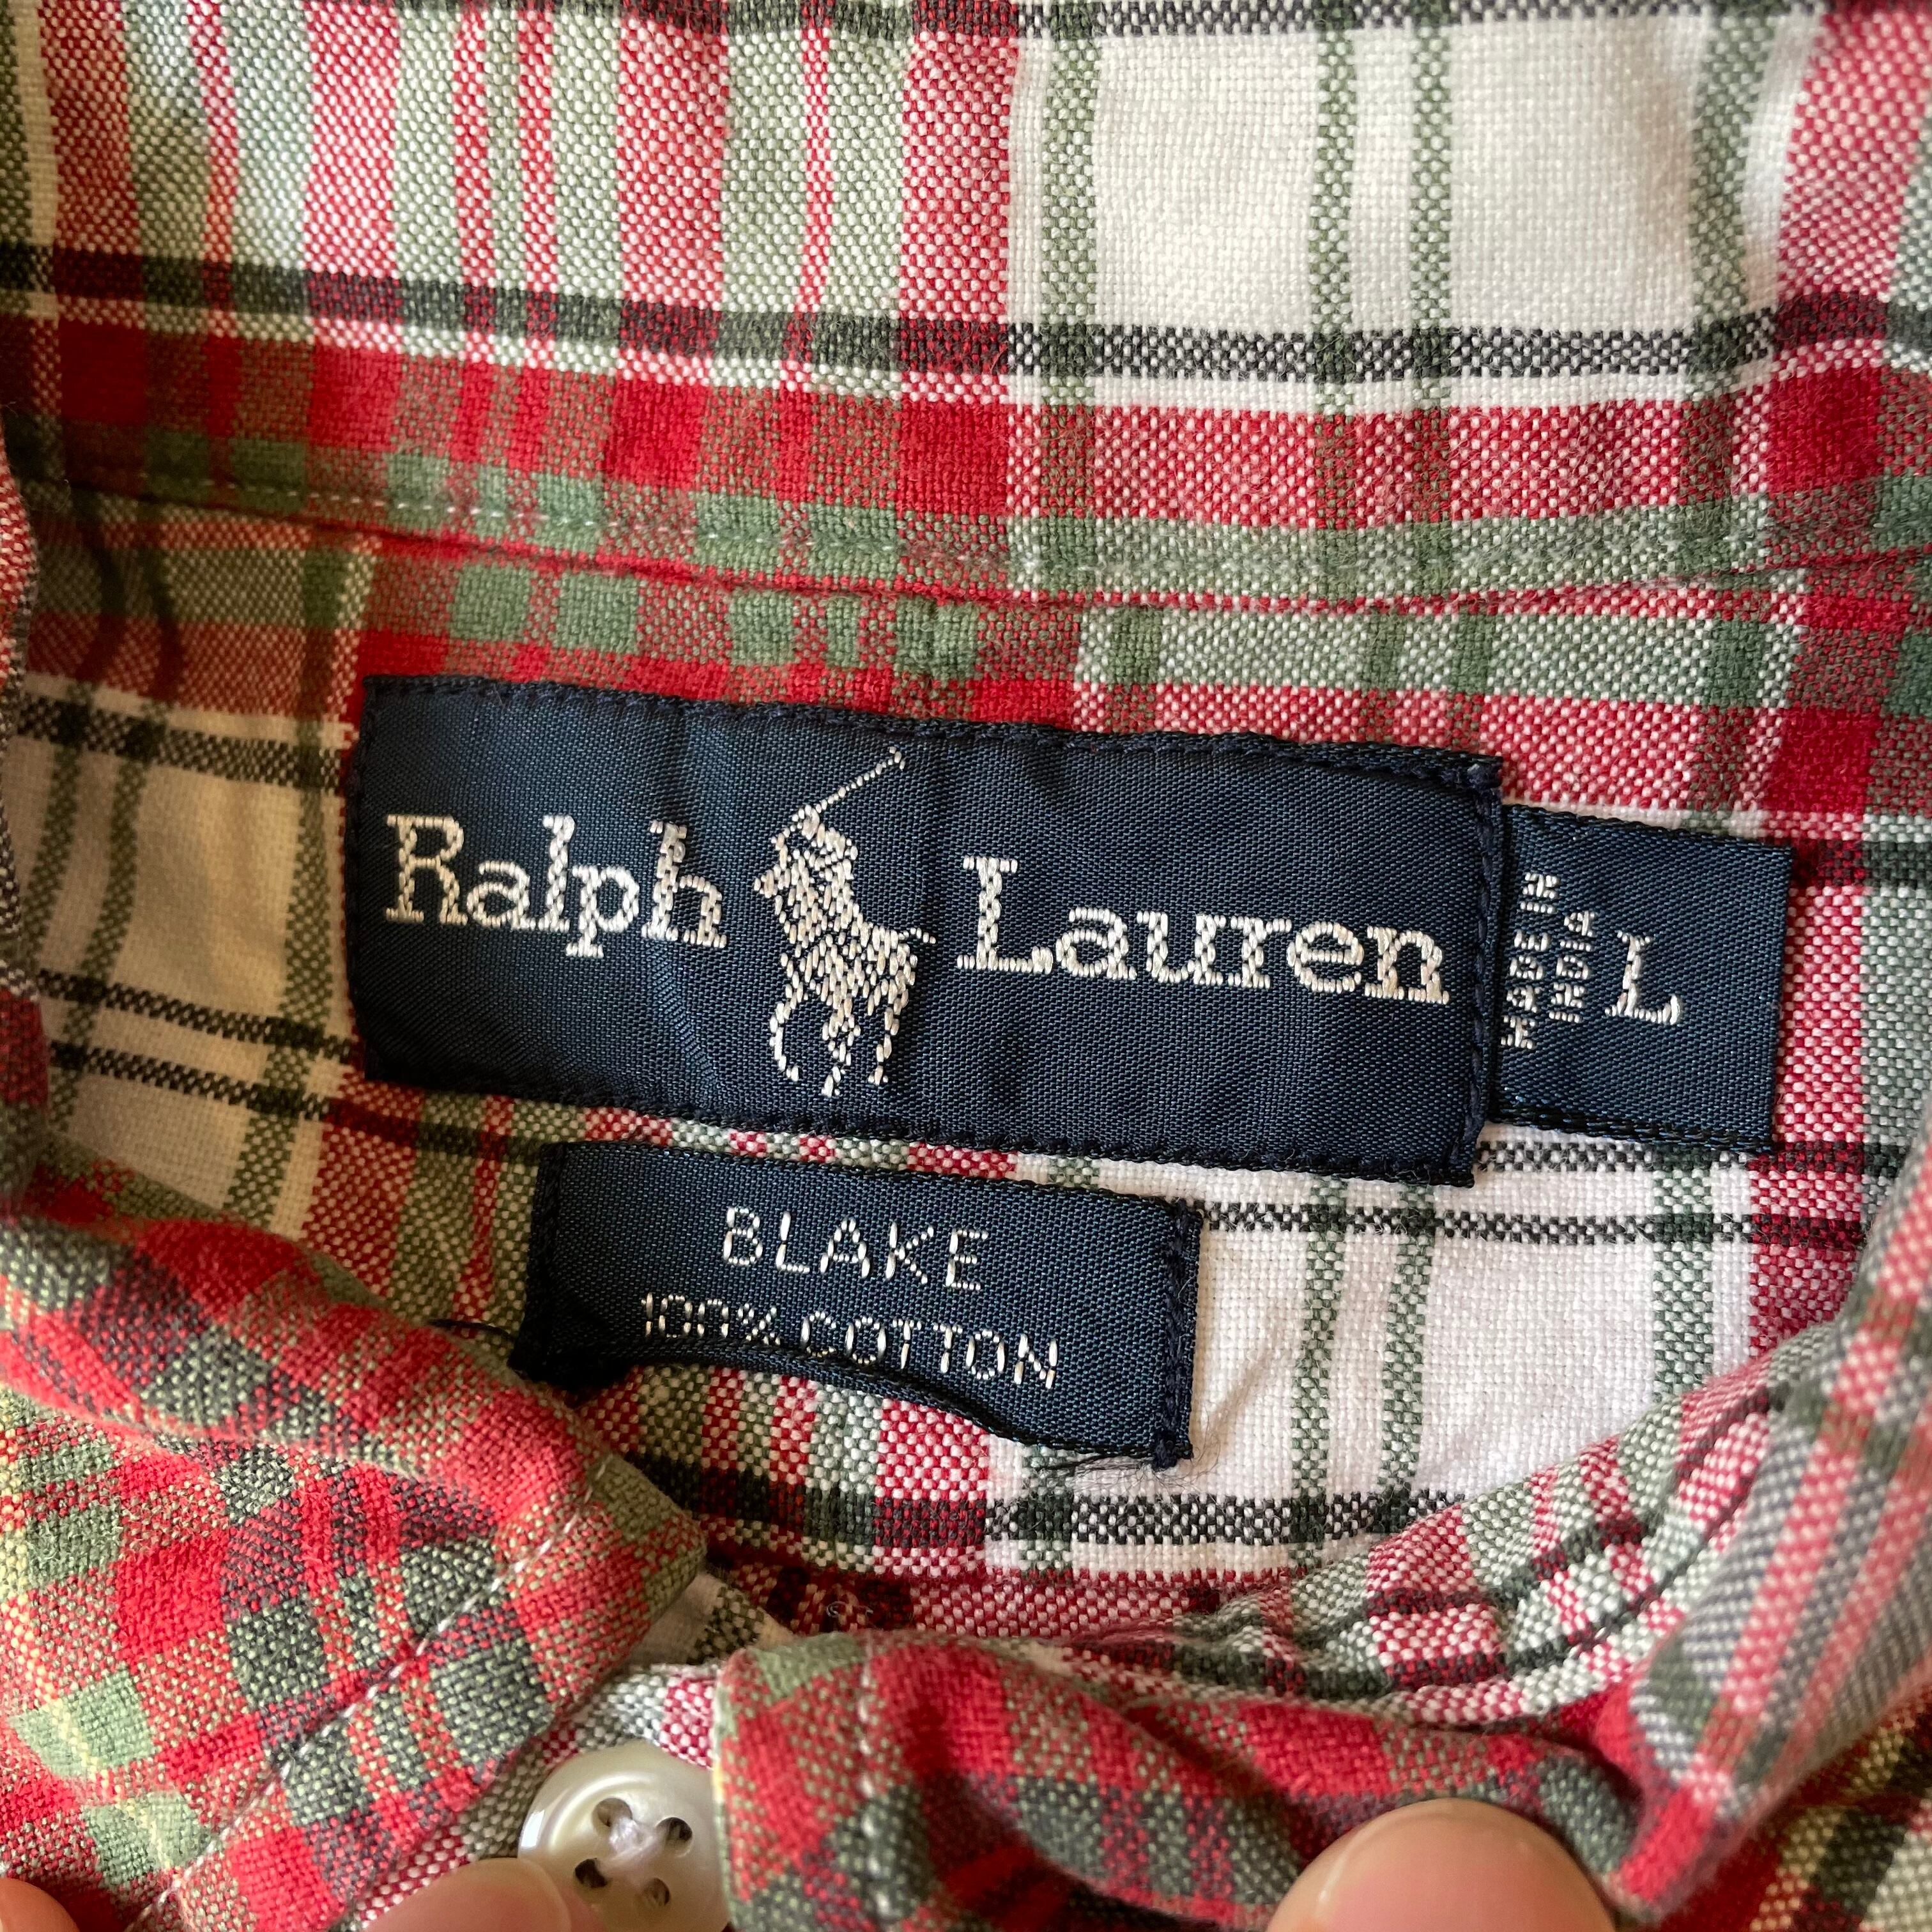 Ralph Lauren
MADE IN
INDIA
L
BLAKE
100% COTTON